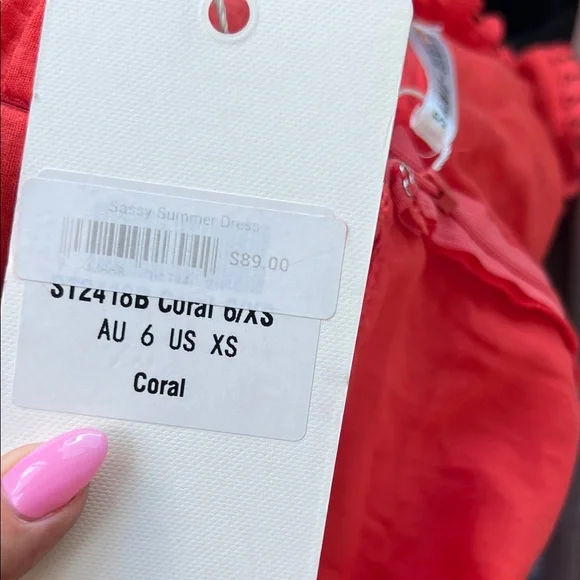 Sassy Summer Dress
$89.00
ST2418B Coral 6/XS
AU 6 US XS
Coral